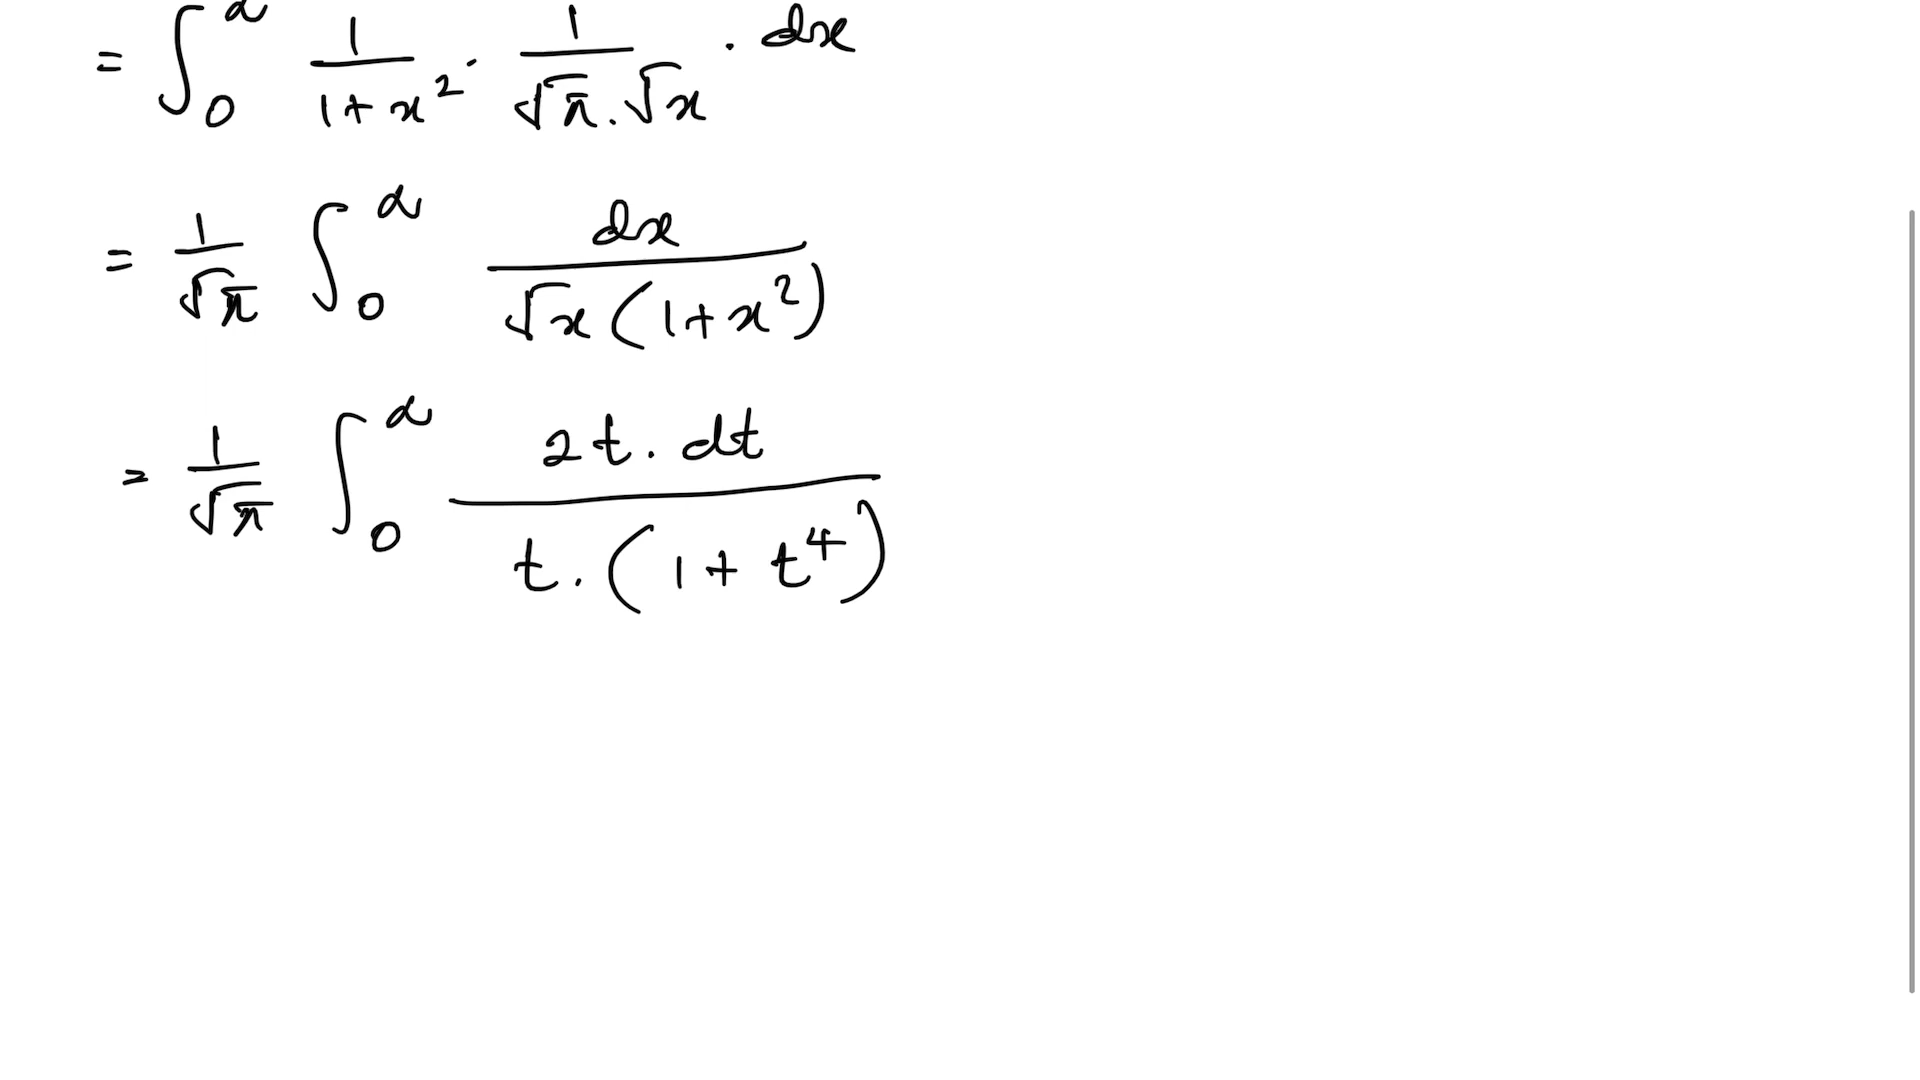 = ∫₀^α 1/(1+x²) · 1/(√π.√x) · dx
= 1/√π ∫₀^α dx/(√x(1+x²))
= 1/√π ∫₀^α 2t.dt/(t.(1+t⁴))